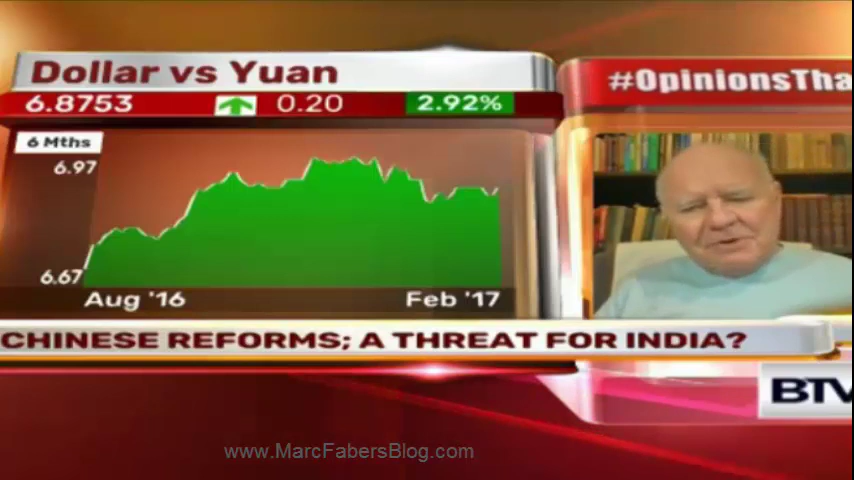 Dollar vs Yuan
6.8753 0.20 2.92%
6 Mths
6.97
6.67
Aug '16 Feb '17
#OpinionsTha
CHINESE REFORMS; A THREAT FOR INDIA?
BTV
www.MarcFabersBlog.com